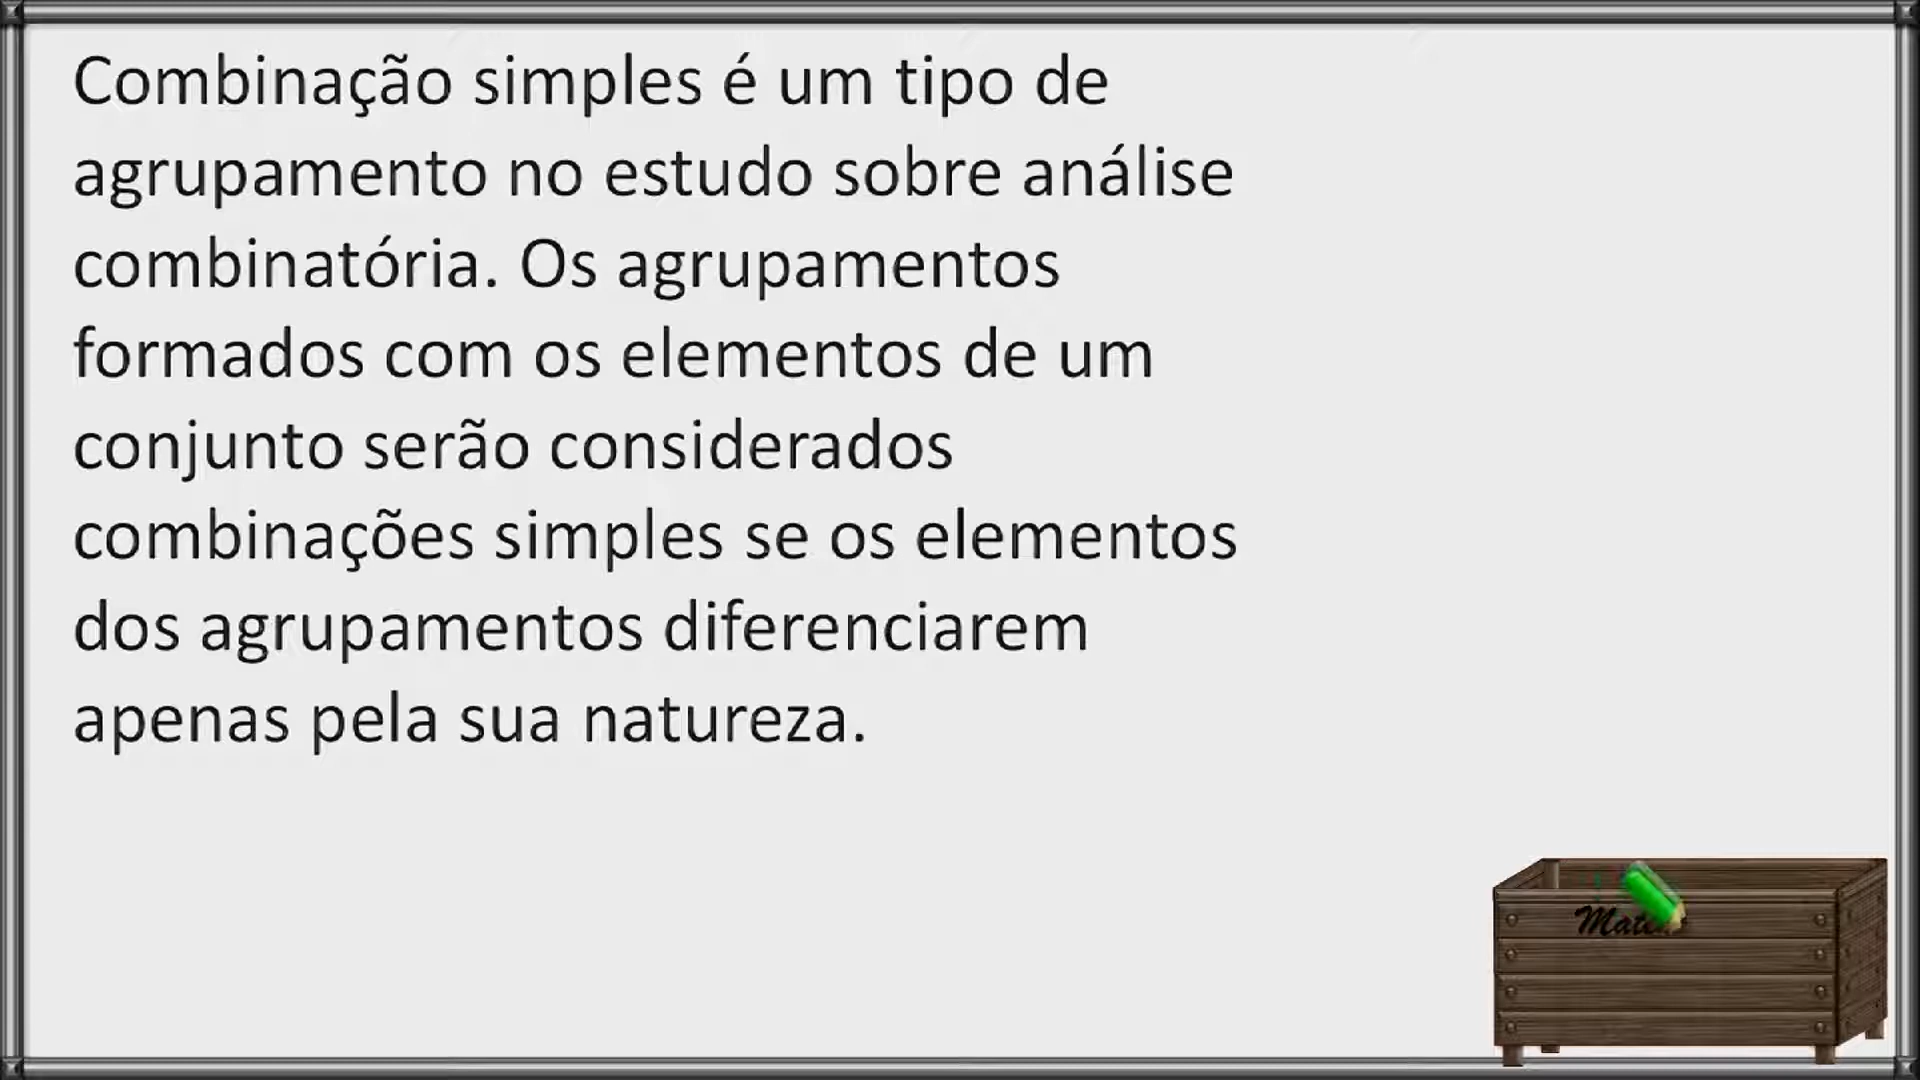 Combinação simples é um tipo de
agrupamento no estudo sobre análise
combinatória. Os agrupamentos
formados com os elementos de um
conjunto serão considerados
combinações simples se os elementos
dos agrupamentos diferenciarem
apenas pela sua natureza.